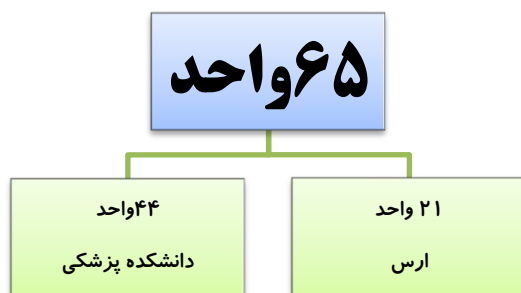 ۶۵واحد
۲۱ واحد
ارس
۴۴واحد
دانشکده پزشکی